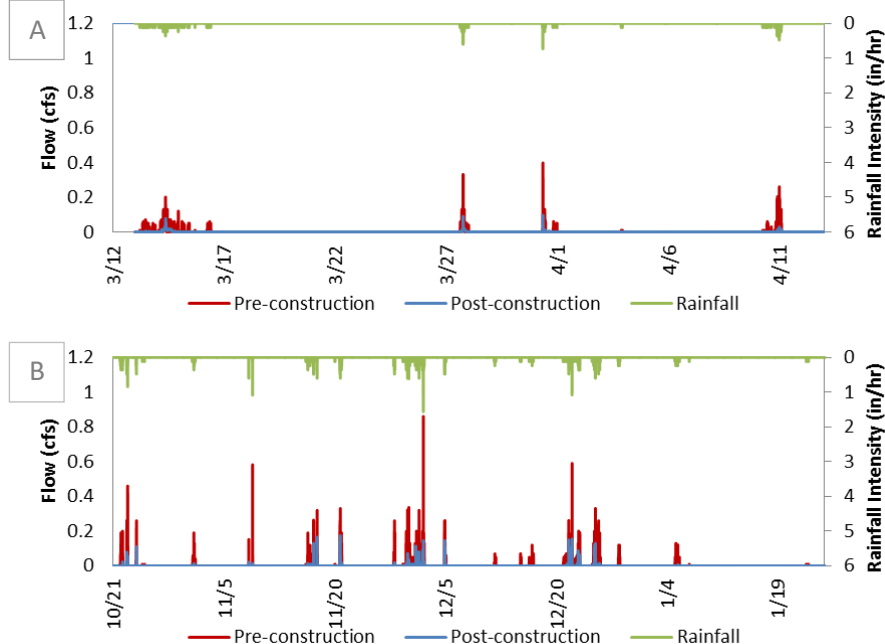 A
1.2
1
0.8
0.6
0.4
0.2
0
Flow (cfs)
0
1
2
3
4
5
6
Rainfall Intensity (in/hr)
3/12 3/17 3/22 3/27 4/1 4/6 4/11
Pre-construction Post-construction Rainfall
B
1.2
1
0.8
0.6
0.4
0.2
0
Flow (cfs)
0
1
2
3
4
5
6
Rainfall Intensity (in/hr)
10/21 11/5 11/20 12/5 12/20 1/4 1/19
Pre-construction Post-construction Rainfall